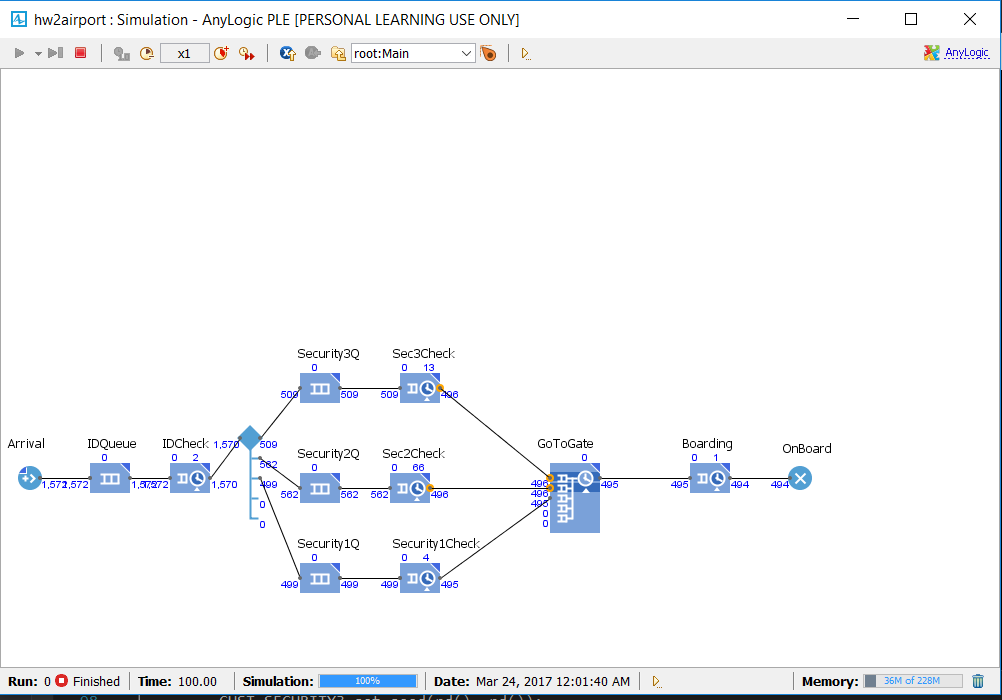 hw2airport : Simulation - AnyLogic PLE [PERSONAL LEARNING USE ONLY]
x1
root:Main
AnyLogic
Security3Q Sec3Check
0 0 13
509 509 509 496
Arrival IDQueue IDCheck 1,570 509 GoToGate Boarding OnBoard
0 0 2 562 Security2Q Sec2Check 0 0 1
0 0 66
1,572 1,572 1,572 1,572 1,570 499 562 562 562 496 496 495 495 494 494
496
495
0 0
0 0
Security1Q Security1Check
0 0 4
499 499 499 495
Run: 0 Finished Time: 100.00 Simulation: 100% Date: Mar 24, 2017 12:01:40 AM Memory: 36M of 228M